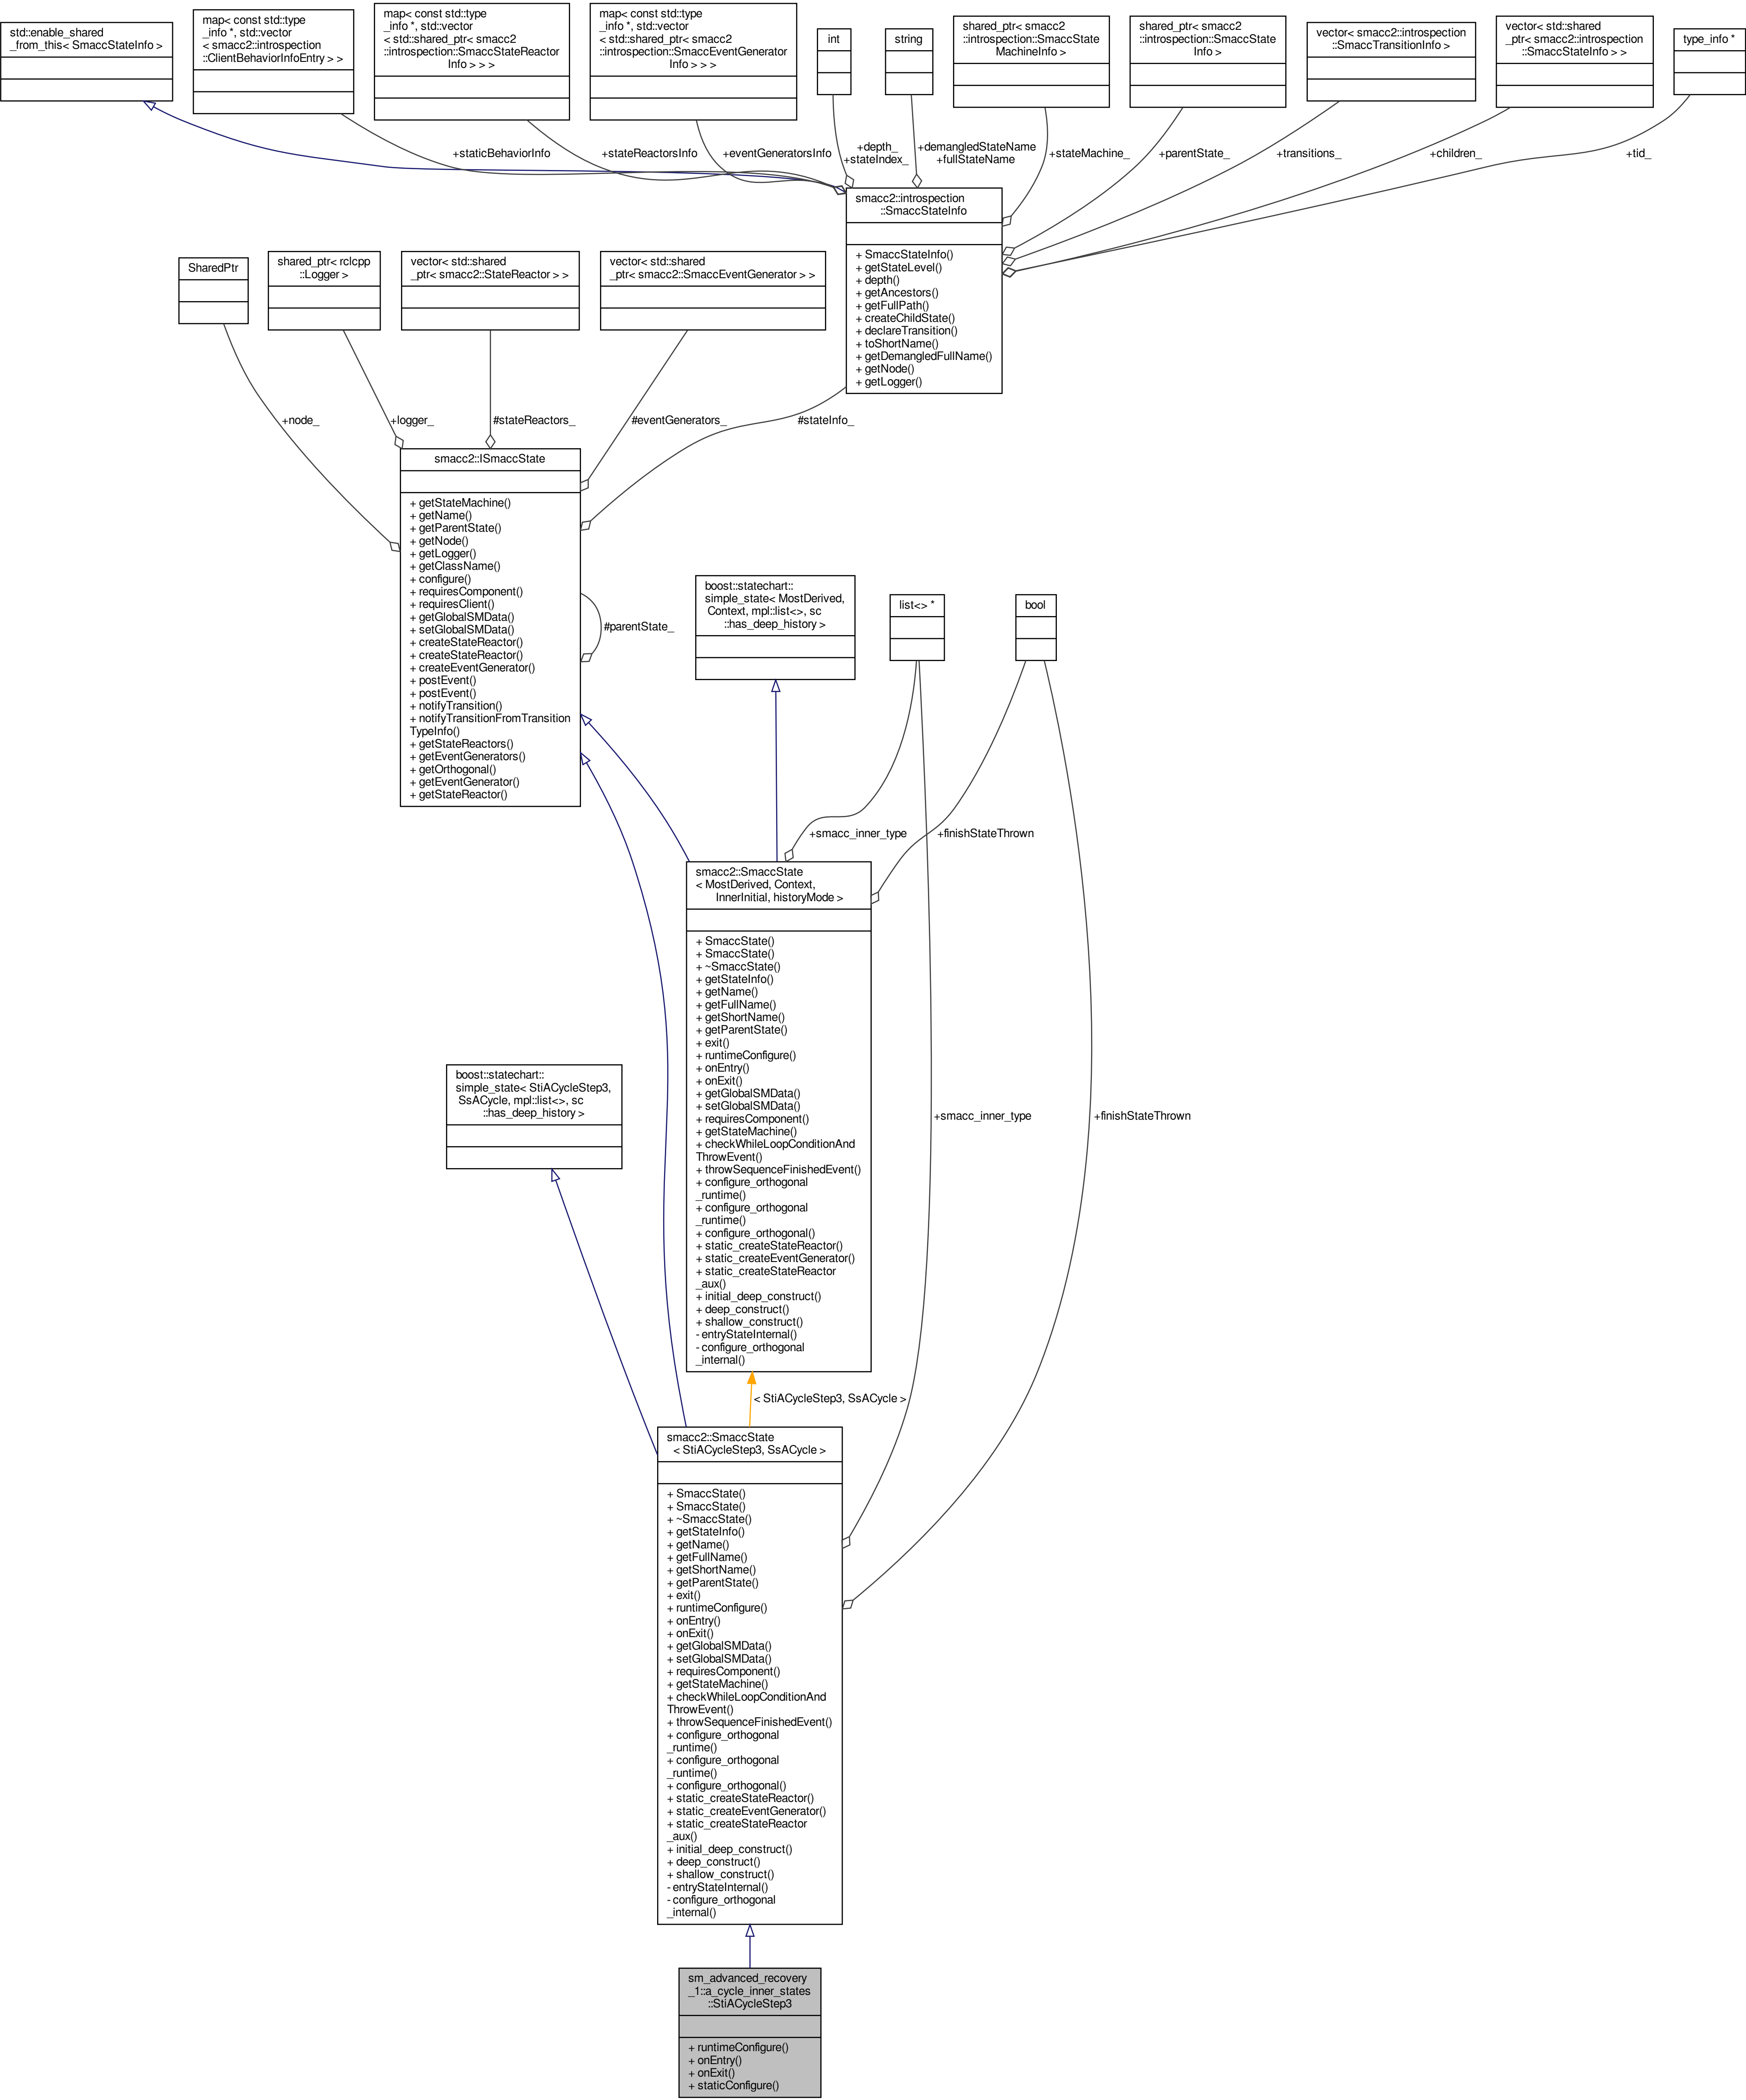 std::enable_shared
_from_this< SmaccStateInfo >
map< const std::type
_info *, std::vector
< smacc2::introspection
::ClientBehaviorInfoEntry > >
map< const std::type
_info *, std::vector
< std::shared_ptr< smacc2
::introspection::SmaccStateReactor
Info > > >
map< const std::type
_info *, std::vector
< std::shared_ptr< smacc2
::introspection::SmaccEventGenerator
Info > > >
int
string
shared_ptr< smacc2
::introspection::SmaccState
MachineInfo >
shared_ptr< smacc2
::introspection::SmaccState
Info >
vector< smacc2::introspection
::SmaccTransitionInfo >
vector< std::shared
_ptr< smacc2::introspection
::SmaccStateInfo > >
type_info *
+staticBehaviorInfo
+stateReactorsInfo
+eventGeneratorsInfo
+depth_
+stateIndex_
+demangledStateName
+fullStateName
+stateMachine_
+parentState_
+transitions_
+children_
+tid_
smacc2::introspection
::SmaccStateInfo
+ SmaccStateInfo()
+ getStateLevel()
+ depth()
+ getAncestors()
+ getFullPath()
+ createChildState()
+ declareTransition()
+ toShortName()
+ getDemangledFullName()
+ getNode()
+ getLogger()
SharedPtr
shared_ptr< rclcpp
::Logger >
vector< std::shared
_ptr< smacc2::StateReactor > >
vector< std::shared
_ptr< smacc2::SmaccEventGenerator > >
+node_
+logger_
#stateReactors_
#eventGenerators_
#stateInfo_
smacc2::ISmaccState
+ getStateMachine()
+ getName()
+ getParentState()
+ getNode()
+ getLogger()
+ getClassName()
+ configure()
+ requiresComponent()
+ requiresClient()
+ getGlobalSMData()
+ setGlobalSMData()
+ createStateReactor()
+ createStateReactor()
+ createEventGenerator()
+ postEvent()
+ postEvent()
+ notifyTransition()
+ notifyTransitionFromTransition
TypeInfo()
+ getStateReactors()
+ getEventGenerators()
+ getOrthogonal()
+ getEventGenerator()
+ getStateReactor()
#parentState_
boost::statechart::
simple_state< MostDerived,
Context, mpl::list<>, sc
::has_deep_history >
list<> *
bool
+smacc_inner_type
+finishStateThrown
smacc2::SmaccState
< MostDerived, Context,
InnerInitial, historyMode >
+ SmaccState()
+ SmaccState()
+ ~SmaccState()
+ getStateInfo()
+ getName()
+ getFullName()
+ getShortName()
+ getParentState()
+ exit()
+ runtimeConfigure()
+ onEntry()
+ onExit()
+ getGlobalSMData()
+ setGlobalSMData()
+ requiresComponent()
+ getStateMachine()
+ checkWhileLoopConditionAnd
ThrowEvent()
+ throwSequenceFinishedEvent()
+ configure_orthogonal
_runtime()
+ configure_orthogonal
_runtime()
+ configure_orthogonal()
+ static_createStateReactor()
+ static_createEventGenerator()
+ static_createStateReactor
_aux()
+ initial_deep_construct()
+ deep_construct()
+ shallow_construct()
- entryStateInternal()
- configure_orthogonal
_internal()
boost::statechart::
simple_state< StiACycleStep3,
SsACycle, mpl::list<>, sc
::has_deep_history >
+smacc_inner_type
+finishStateThrown
< StiACycleStep3, SsACycle >
smacc2::SmaccState
< StiACycleStep3, SsACycle >
+ SmaccState()
+ SmaccState()
+ ~SmaccState()
+ getStateInfo()
+ getName()
+ getFullName()
+ getShortName()
+ getParentState()
+ exit()
+ runtimeConfigure()
+ onEntry()
+ onExit()
+ getGlobalSMData()
+ setGlobalSMData()
+ requiresComponent()
+ getStateMachine()
+ checkWhileLoopConditionAnd
ThrowEvent()
+ throwSequenceFinishedEvent()
+ configure_orthogonal
_runtime()
+ configure_orthogonal
_runtime()
+ configure_orthogonal()
+ static_createStateReactor()
+ static_createEventGenerator()
+ static_createStateReactor
_aux()
+ initial_deep_construct()
+ deep_construct()
+ shallow_construct()
- entryStateInternal()
- configure_orthogonal
_internal()
sm_advanced_recovery
_1::a_cycle_inner_states
::StiACycleStep3
+ runtimeConfigure()
+ onEntry()
+ onExit()
+ staticConfigure()